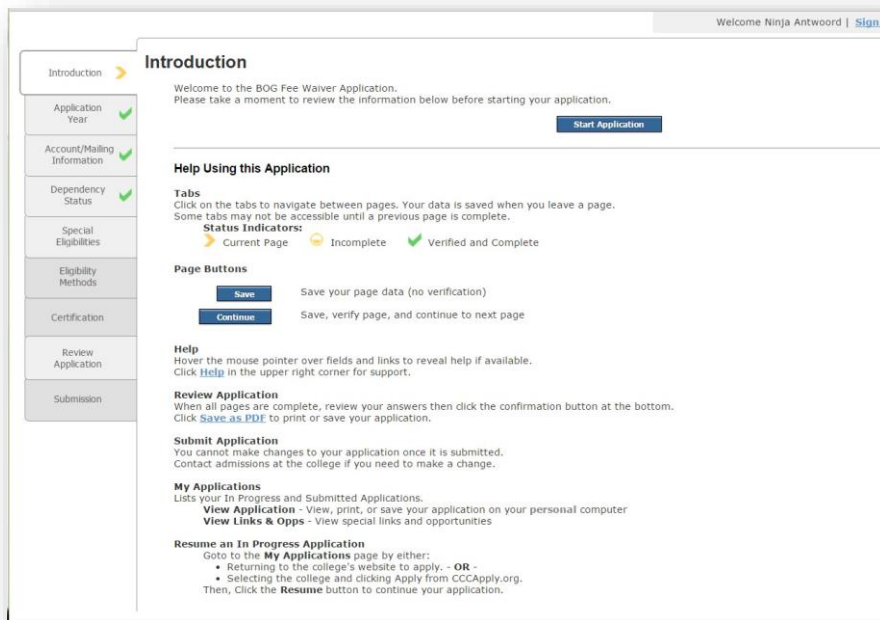 Welcome Ninja Antwoord | Sign
Introduction
Introduction
Welcome to the BOG Fee Waiver Application.
Please take a moment to review the information below before starting your application.
Start Application
Application
Year
Account/Mailing
Information
Dependency
Status
Special
Eligibilities
Eligibility
Methods
Certification
Review
Application
Submission
Help Using this Application
Tabs
Click on the tabs to navigate between pages. Your data is saved when you leave a page.
Some tabs may not be accessible until a previous page is complete.
Status Indicators:
Current Page Incomplete Verified and Complete
Page Buttons
Save Save your page data (no verification)
Continue Save, verify page, and continue to next page
Help
Hover the mouse pointer over fields and links to reveal help if available.
Click Help in the upper right corner for support.
Review Application
When all pages are complete, review your answers then click the confirmation button at the bottom.
Click Save as PDF to print or save your application.
Submit Application
You cannot make changes to your application once it is submitted.
Contact admissions at the college if you need to make a change.
My Applications
Lists your In Progress and Submitted Applications.
View Application - View, print, or save your application on your personal computer
View Links & Opps - View special links and opportunities
Resume an In Progress Application
Goto to the My Applications page by either:
• Returning to the college's website to apply. - OR -
• Selecting the college and clicking Apply from CCCApply.org.
Then, Click the Resume button to continue your application.